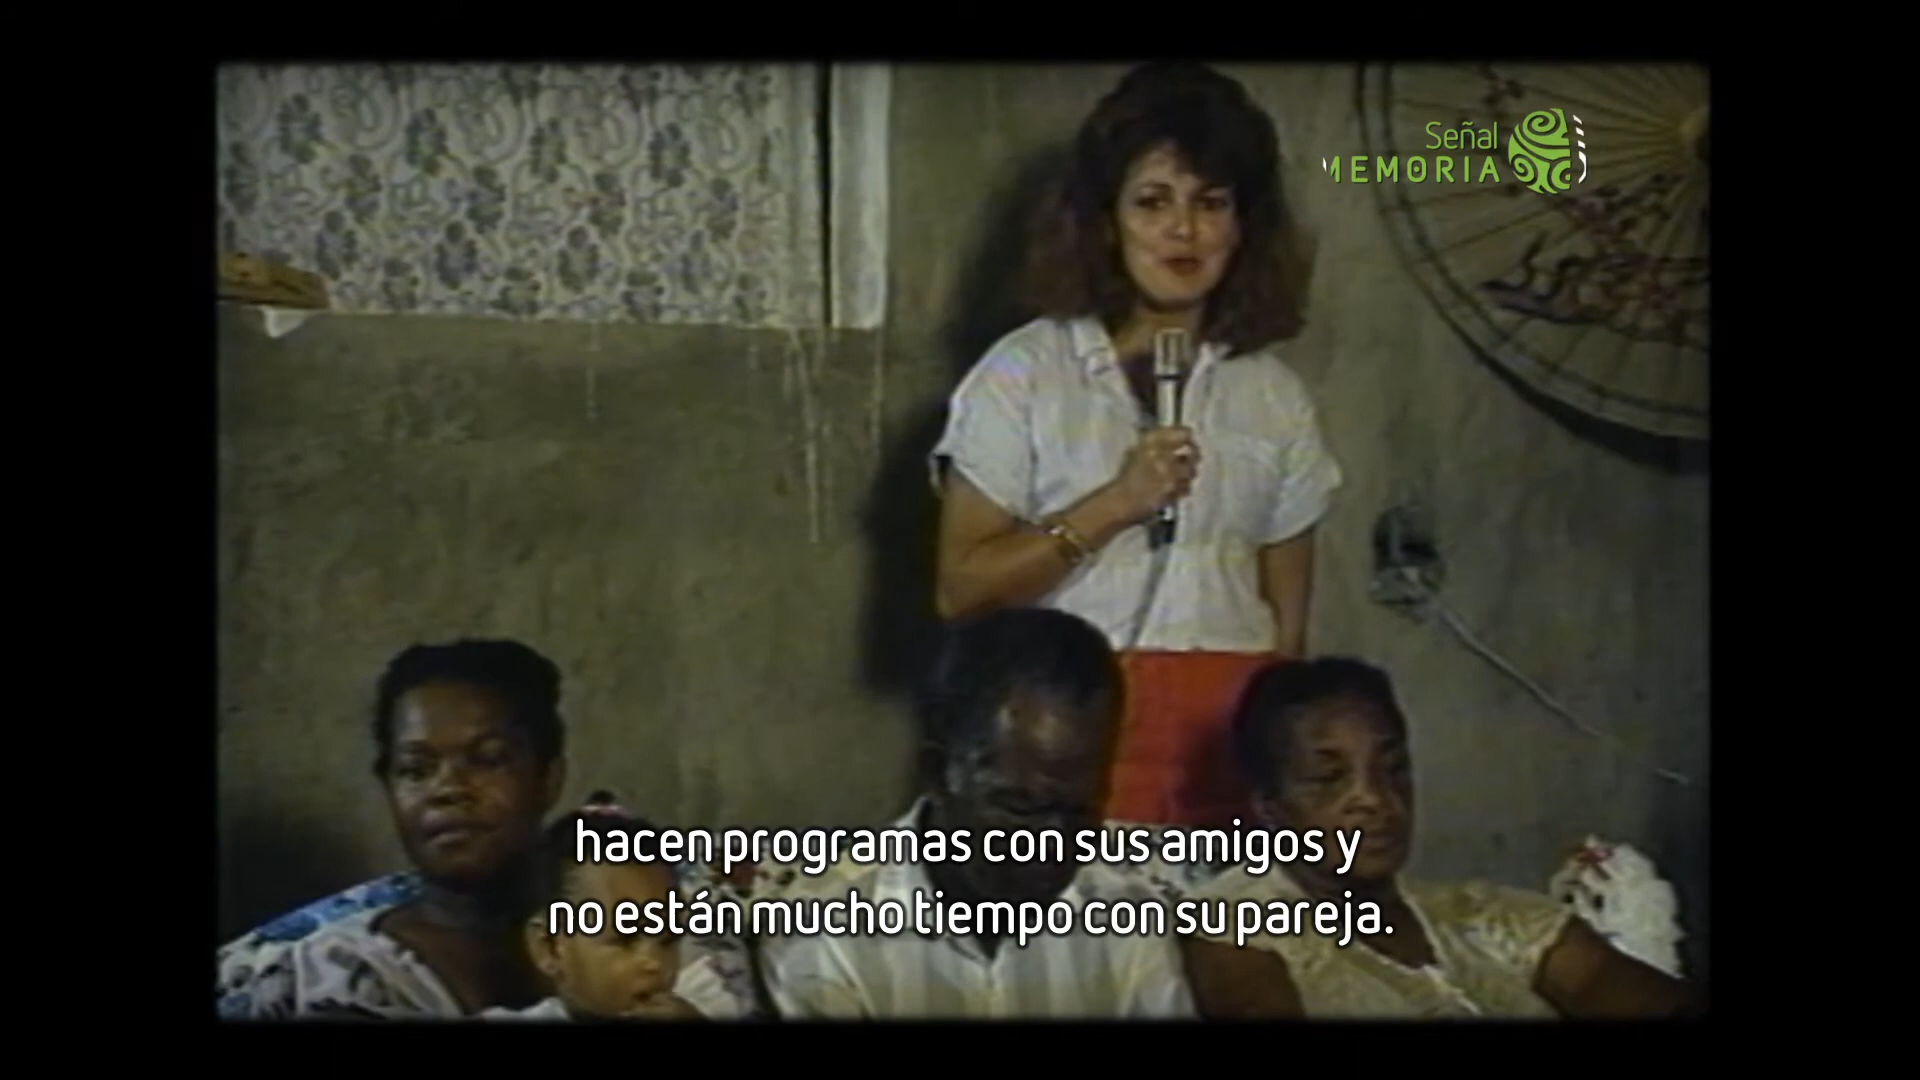 Señal
MEMORIA
hacen programas con sus amigos y
no están mucho tiempo con su pareja.